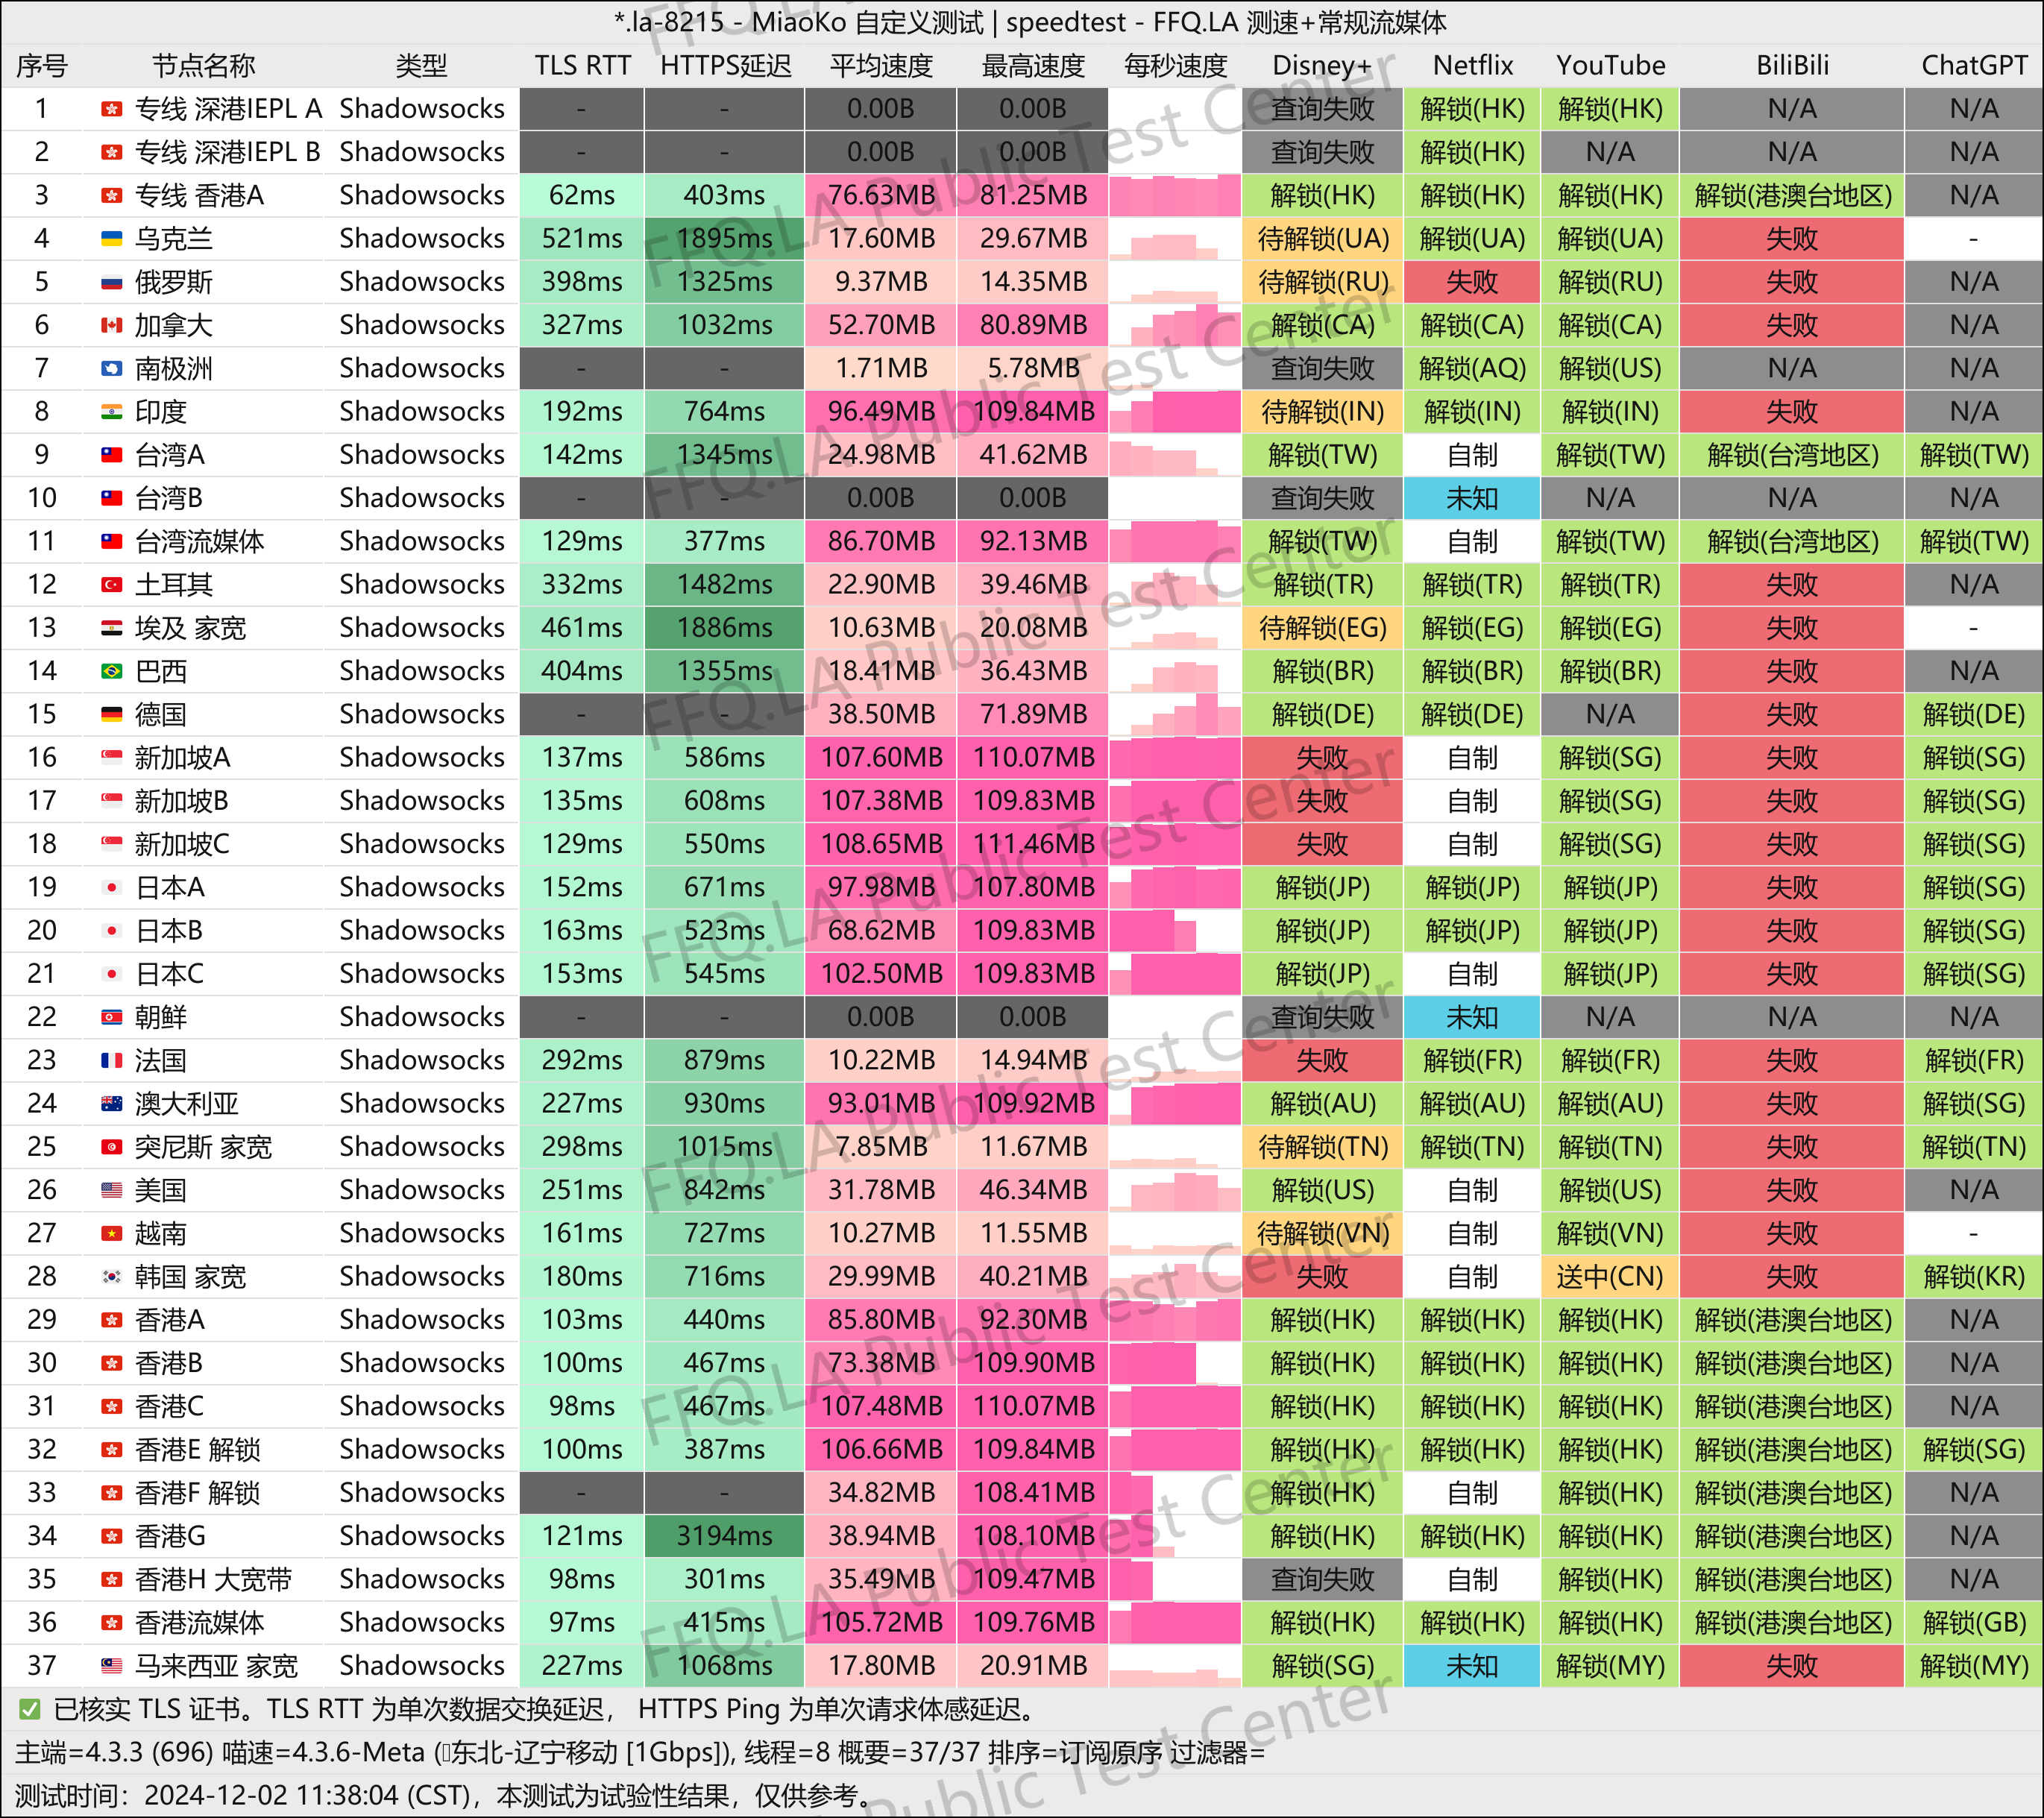 *.la-8215 - MiaoKo 自定义测试 | speedtest - FFQ.LA 测速+常规流媒体
序号 节点名称 类型 TLS RTT HTTPS延迟 平均速度 最高速度 每秒速度 Disney+ Netflix YouTube BiliBili ChatGPT
1 专线 深港IEPL A Shadowsocks - - 0.00B 0.00B 查询失败 解锁(HK) 解锁(HK) N/A N/A
2 专线 深港IEPL B Shadowsocks - - 0.00B 0.00B 查询失败 解锁(HK) N/A N/A N/A
3 专线 香港A Shadowsocks 62ms 403ms 76.63MB 81.25MB 解锁(HK) 解锁(HK) 解锁(HK) 解锁(港澳台地区) N/A
4 乌克兰 Shadowsocks 521ms 1895ms 17.60MB 29.67MB 待解锁(UA) 解锁(UA) 解锁(UA) 失败 -
5 俄罗斯 Shadowsocks 398ms 1325ms 9.37MB 14.35MB 待解锁(RU) 失败 解锁(RU) 失败 N/A
6 加拿大 Shadowsocks 327ms 1032ms 52.70MB 80.89MB 解锁(CA) 解锁(CA) 解锁(CA) 失败 N/A
7 南极洲 Shadowsocks - - 1.71MB 5.78MB 查询失败 解锁(AQ) 解锁(US) N/A N/A
8 印度 Shadowsocks 192ms 764ms 96.49MB 109.84MB 待解锁(IN) 解锁(IN) 解锁(IN) 失败 N/A
9 台湾A Shadowsocks 142ms 1345ms 24.98MB 41.62MB 解锁(TW) 自制 解锁(TW) 解锁(台湾地区) 解锁(TW)
10 台湾B Shadowsocks - - 0.00B 0.00B 查询失败 未知 N/A N/A N/A
11 台湾流媒体 Shadowsocks 129ms 377ms 86.70MB 92.13MB 解锁(TW) 自制 解锁(TW) 解锁(台湾地区) 解锁(TW)
12 土耳其 Shadowsocks 332ms 1482ms 22.90MB 39.46MB 解锁(TR) 解锁(TR) 解锁(TR) 失败 N/A
13 埃及 家宽 Shadowsocks 461ms 1886ms 10.63MB 20.08MB 待解锁(EG) 解锁(EG) 解锁(EG) 失败 -
14 巴西 Shadowsocks 404ms 1355ms 18.41MB 36.43MB 解锁(BR) 解锁(BR) 解锁(BR) 失败 N/A
15 德国 Shadowsocks - - 38.50MB 71.89MB 解锁(DE) 解锁(DE) N/A 失败 解锁(DE)
16 新加坡A Shadowsocks 137ms 586ms 107.60MB 110.07MB 失败 自制 解锁(SG) 失败 解锁(SG)
17 新加坡B Shadowsocks 135ms 608ms 107.38MB 109.83MB 失败 自制 解锁(SG) 失败 解锁(SG)
18 新加坡C Shadowsocks 129ms 550ms 108.65MB 111.46MB 失败 自制 解锁(SG) 失败 解锁(SG)
19 日本A Shadowsocks 152ms 671ms 97.98MB 107.80MB 解锁(JP) 解锁(JP) 解锁(JP) 失败 解锁(SG)
20 日本B Shadowsocks 163ms 523ms 68.62MB 109.83MB 解锁(JP) 解锁(JP) 解锁(JP) 失败 解锁(SG)
21 日本C Shadowsocks 153ms 545ms 102.50MB 109.83MB 解锁(JP) 自制 解锁(JP) 失败 解锁(SG)
22 朝鲜 Shadowsocks - - 0.00B 0.00B 查询失败 未知 N/A N/A N/A
23 法国 Shadowsocks 292ms 879ms 10.22MB 14.94MB 失败 解锁(FR) 解锁(FR) 失败 解锁(FR)
24 澳大利亚 Shadowsocks 227ms 930ms 93.01MB 109.92MB 解锁(AU) 解锁(AU) 解锁(AU) 失败 解锁(SG)
25 突尼斯 家宽 Shadowsocks 298ms 1015ms 7.85MB 11.67MB 待解锁(TN) 解锁(TN) 解锁(TN) 失败 解锁(TN)
26 美国 Shadowsocks 251ms 842ms 31.78MB 46.34MB 解锁(US) 自制 解锁(US) 失败 N/A
27 越南 Shadowsocks 161ms 727ms 10.27MB 11.55MB 待解锁(VN) 自制 解锁(VN) 失败 -
28 韩国 家宽 Shadowsocks 180ms 716ms 29.99MB 40.21MB 失败 自制 送中(CN) 失败 解锁(KR)
29 香港A Shadowsocks 103ms 440ms 85.80MB 92.30MB 解锁(HK) 解锁(HK) 解锁(HK) 解锁(港澳台地区) N/A
30 香港B Shadowsocks 100ms 467ms 73.38MB 109.90MB 解锁(HK) 解锁(HK) 解锁(HK) 解锁(港澳台地区) N/A
31 香港C Shadowsocks 98ms 467ms 107.48MB 110.07MB 解锁(HK) 解锁(HK) 解锁(HK) 解锁(港澳台地区) N/A
32 香港E 解锁 Shadowsocks 100ms 387ms 106.66MB 109.84MB 解锁(HK) 解锁(HK) 解锁(HK) 解锁(港澳台地区) 解锁(SG)
33 香港F 解锁 Shadowsocks - - 34.82MB 108.41MB 解锁(HK) 自制 解锁(HK) 解锁(港澳台地区) N/A
34 香港G Shadowsocks 121ms 3194ms 38.94MB 108.10MB 解锁(HK) 解锁(HK) 解锁(HK) 解锁(港澳台地区) N/A
35 香港H 大宽带 Shadowsocks 98ms 301ms 35.49MB 109.47MB 查询失败 自制 解锁(HK) 解锁(港澳台地区) N/A
36 香港流媒体 Shadowsocks 97ms 415ms 105.72MB 109.76MB 解锁(HK) 解锁(HK) 解锁(HK) 解锁(港澳台地区) 解锁(GB)
37 马来西亚 家宽 Shadowsocks 227ms 1068ms 17.80MB 20.91MB 解锁(SG) 未知 解锁(MY) 失败 解锁(MY)
✅ 已核实 TLS 证书。TLS RTT 为单次数据交换延迟， HTTPS Ping 为单次请求体感延迟。
主端=4.3.3 (696) 喵速=4.3.6-Meta (东北-辽宁移动 [1Gbps]), 线程=8 概要=37/37 排序=订阅原序 过滤器=
测试时间：2024-12-02 11:38:04 (CST)，本测试为试验性结果，仅供参考。
FFQ.LA Public Test Center